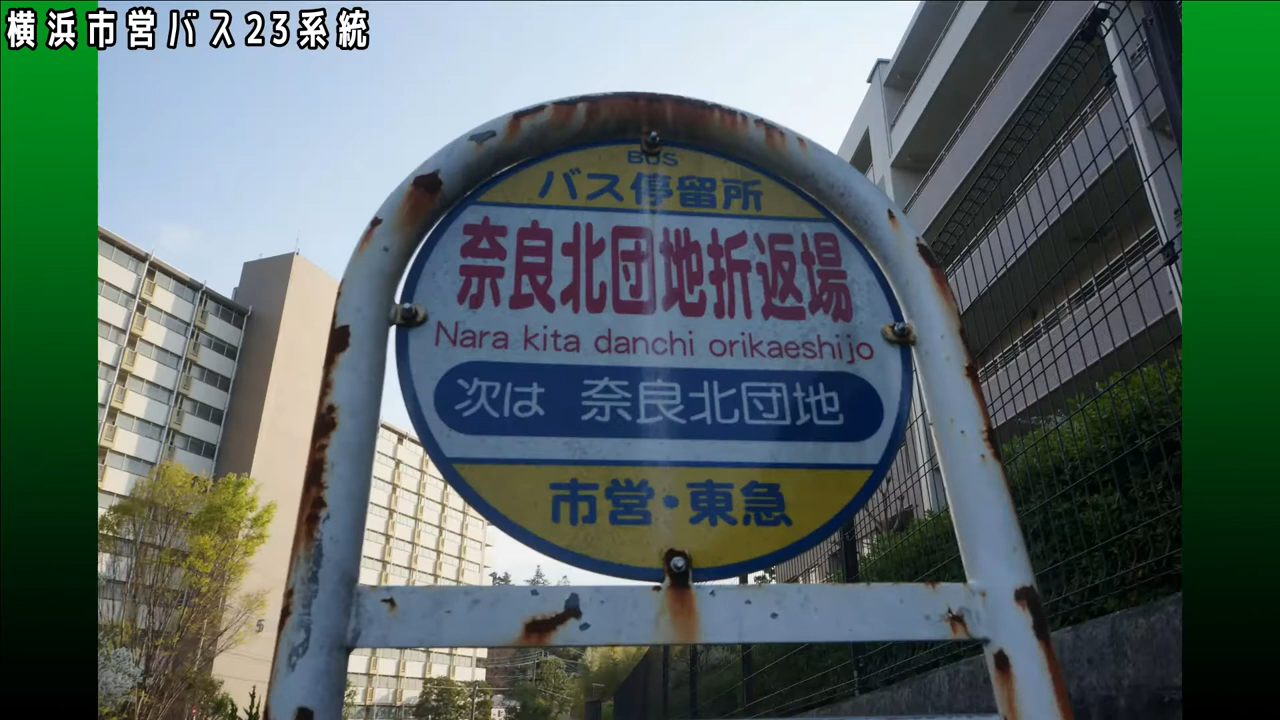 横浜市営バス23系統
BUS
バス停留所
奈良北団地折返場
Nara kita danchi orikaeshijo
次は 奈良北団地
市営・東急
5